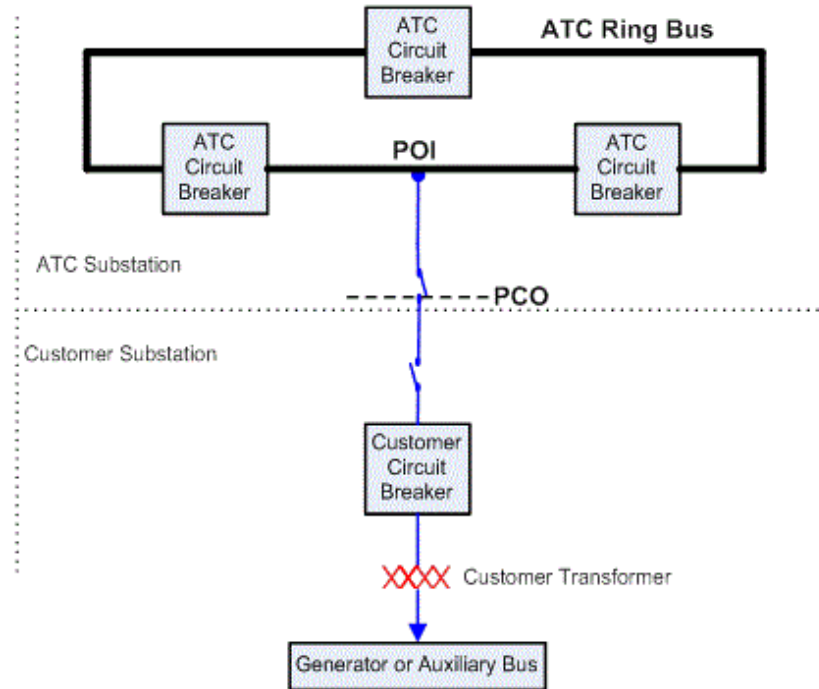 ATC
Circuit
Breaker
ATC Ring Bus
ATC
Circuit
Breaker
POI
ATC
Circuit
Breaker
ATC Substation
PCO
Customer Substation
Customer
Circuit
Breaker
Customer Transformer
Generator or Auxiliary Bus